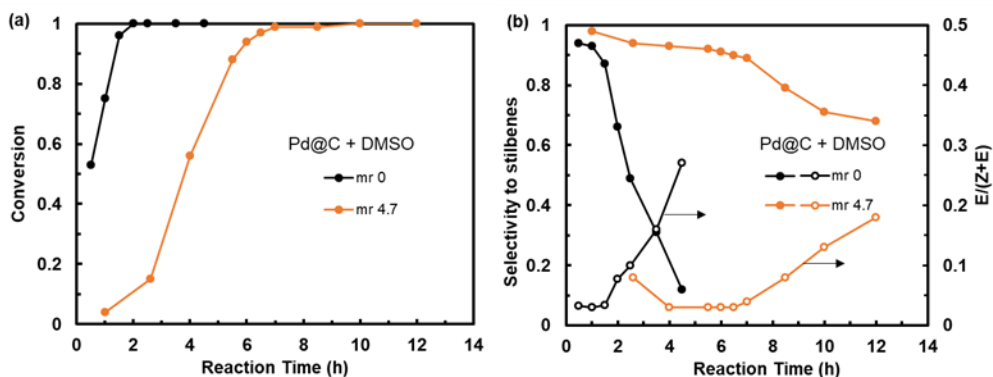 (a)
Conversion
1
0.8
0.6
0.4
0.2
0
0 2 4 6 8 10 12 14
Reaction Time (h)
Pd@C + DMSO
mr 0
mr 4.7
(b)
Selectivity to stilbenes
1
0.8
0.6
0.4
0.2
0
0 2 4 6 8 10 12 14
Reaction Time (h)
Pd@C + DMSO
mr 0
mr 4.7
0.5
0.4
0.3
0.2
0.1
0
E/(Z+E)